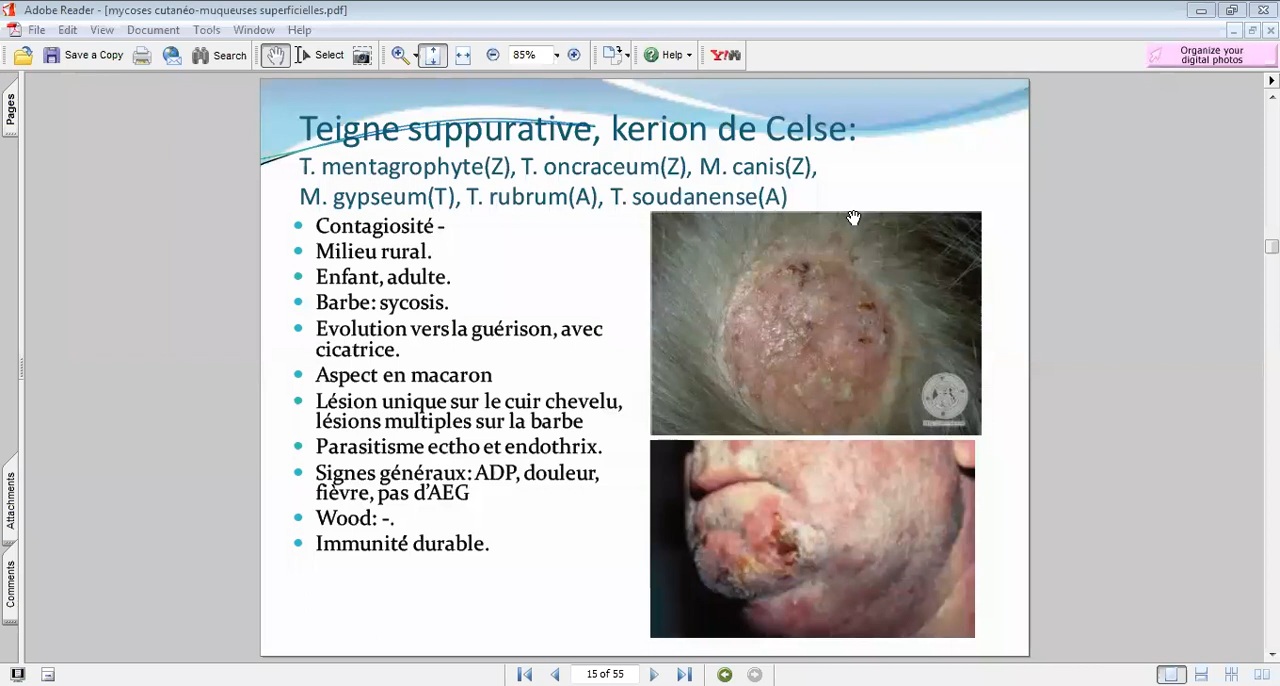 Adobe Reader - [mycoses cutanéo-muqueuses superficielles.pdf]
File Edit View Document Tools Window Help
Save a Copy Search Select 85% Help Y!
Organize your
digital photos
Pages
Attachments
Comments
Teigne suppurative, kerion de Celse:
T. mentagrophyte(Z), T. oncraceum(Z), M. canis(Z),
M. gypseum(T), T. rubrum(A), T. soudanense(A)
• Contagiosité -
• Milieu rural.
• Enfant, adulte.
• Barbe: sycosis.
• Evolution vers la guérison, avec
cicatrice.
• Aspect en macaron
• Lésion unique sur le cuir chevelu,
lésions multiples sur la barbe
• Parasitisme ectho et endothrix.
• Signes généraux: ADP, douleur,
fièvre, pas d'AEG
• Wood: -.
• Immunité durable.
15 of 55